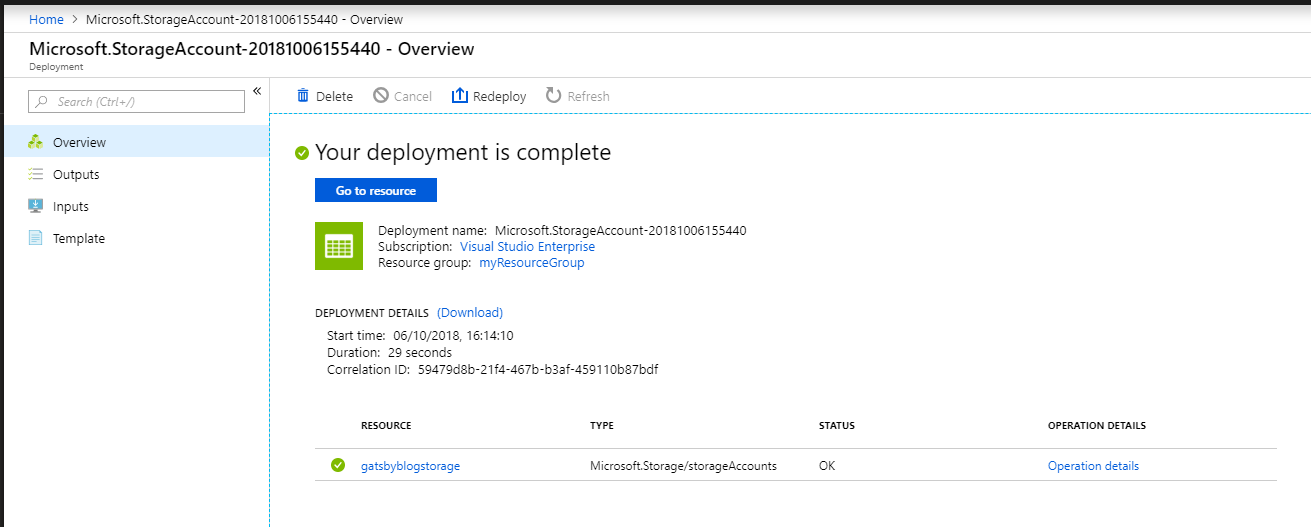 Home > Microsoft.StorageAccount-20181006155440 - Overview
Microsoft.StorageAccount-20181006155440 - Overview
Deployment
Search (Ctrl+/)
«
Delete
Cancel
Redeploy
Refresh
Overview
Outputs
Inputs
Template
Your deployment is complete
Go to resource
Deployment name: Microsoft.StorageAccount-20181006155440
Subscription: Visual Studio Enterprise
Resource group: myResourceGroup
DEPLOYMENT DETAILS (Download)
Start time: 06/10/2018, 16:14:10
Duration: 29 seconds
Correlation ID: 59479d8b-21f4-467b-b3af-459110b87bdf
RESOURCE TYPE STATUS OPERATION DETAILS
gatsbyblogstorage Microsoft.Storage/storageAccounts OK Operation details